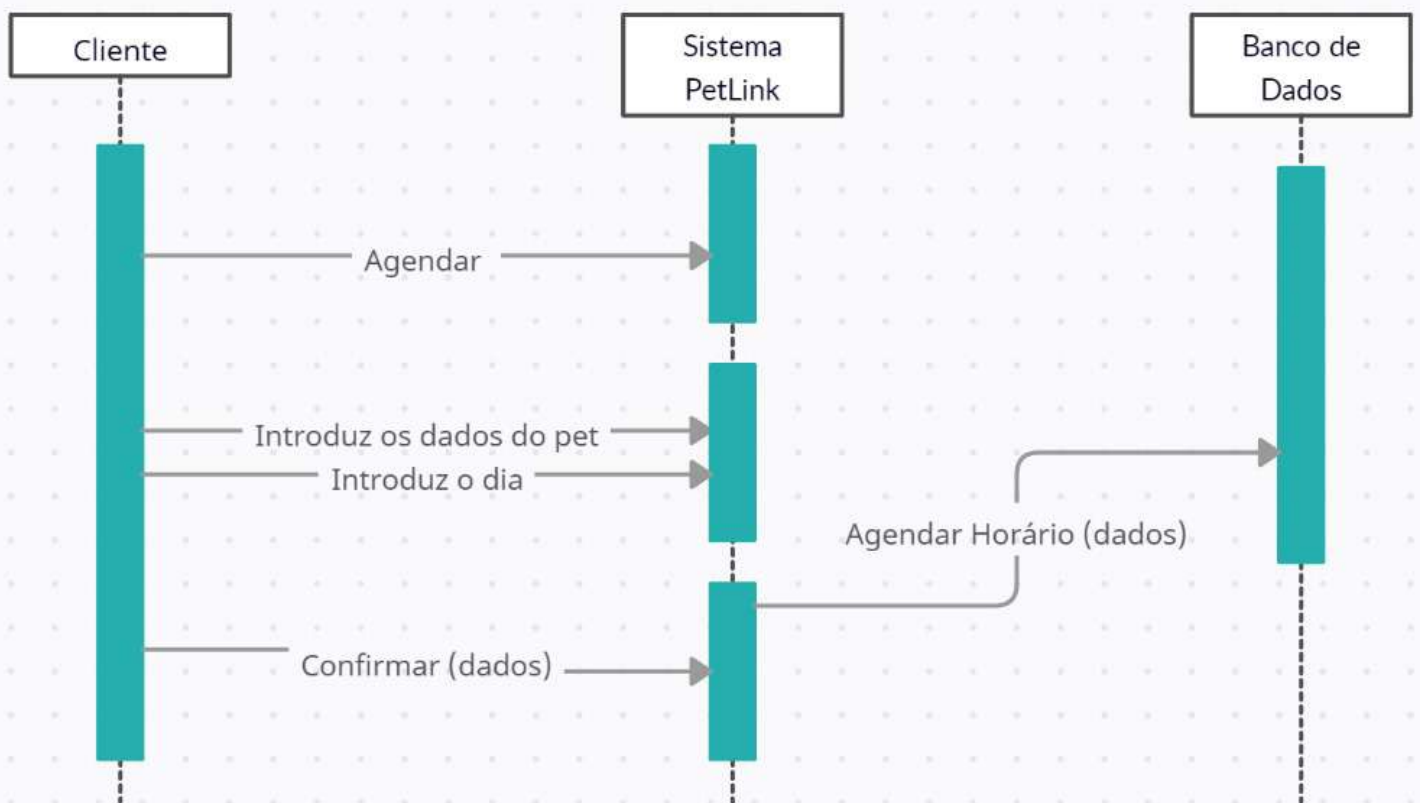 Cliente
Sistema
PetLink
Banco de
Dados
Agendar
Introduz os dados do pet
Introduz o dia
Agendar Horário (dados)
Confirmar (dados)